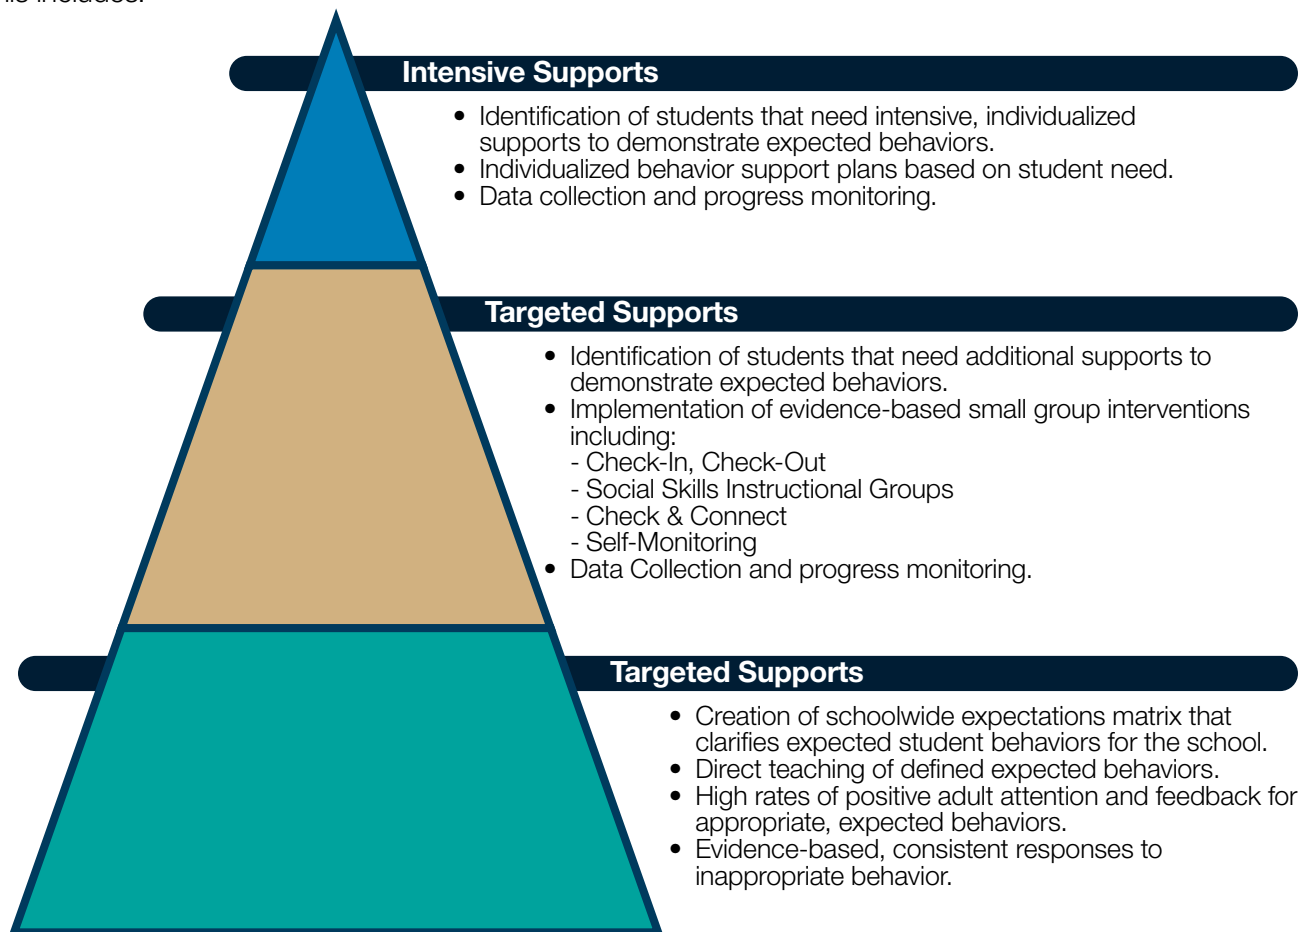 Intensive Supports
• Identification of students that need intensive, individualized
supports to demonstrate expected behaviors.
• Individualized behavior support plans based on student need.
• Data collection and progress monitoring.
Targeted Supports
• Identification of students that need additional supports to
demonstrate expected behaviors.
• Implementation of evidence-based small group interventions
including:
- Check-In, Check-Out
- Social Skills Instructional Groups
- Check & Connect
- Self-Monitoring
• Data Collection and progress monitoring.
Targeted Supports
• Creation of schoolwide expectations matrix that
clarifies expected student behaviors for the school.
• Direct teaching of defined expected behaviors.
• High rates of positive adult attention and feedback for
appropriate, expected behaviors.
• Evidence-based, consistent responses to
inappropriate behavior.